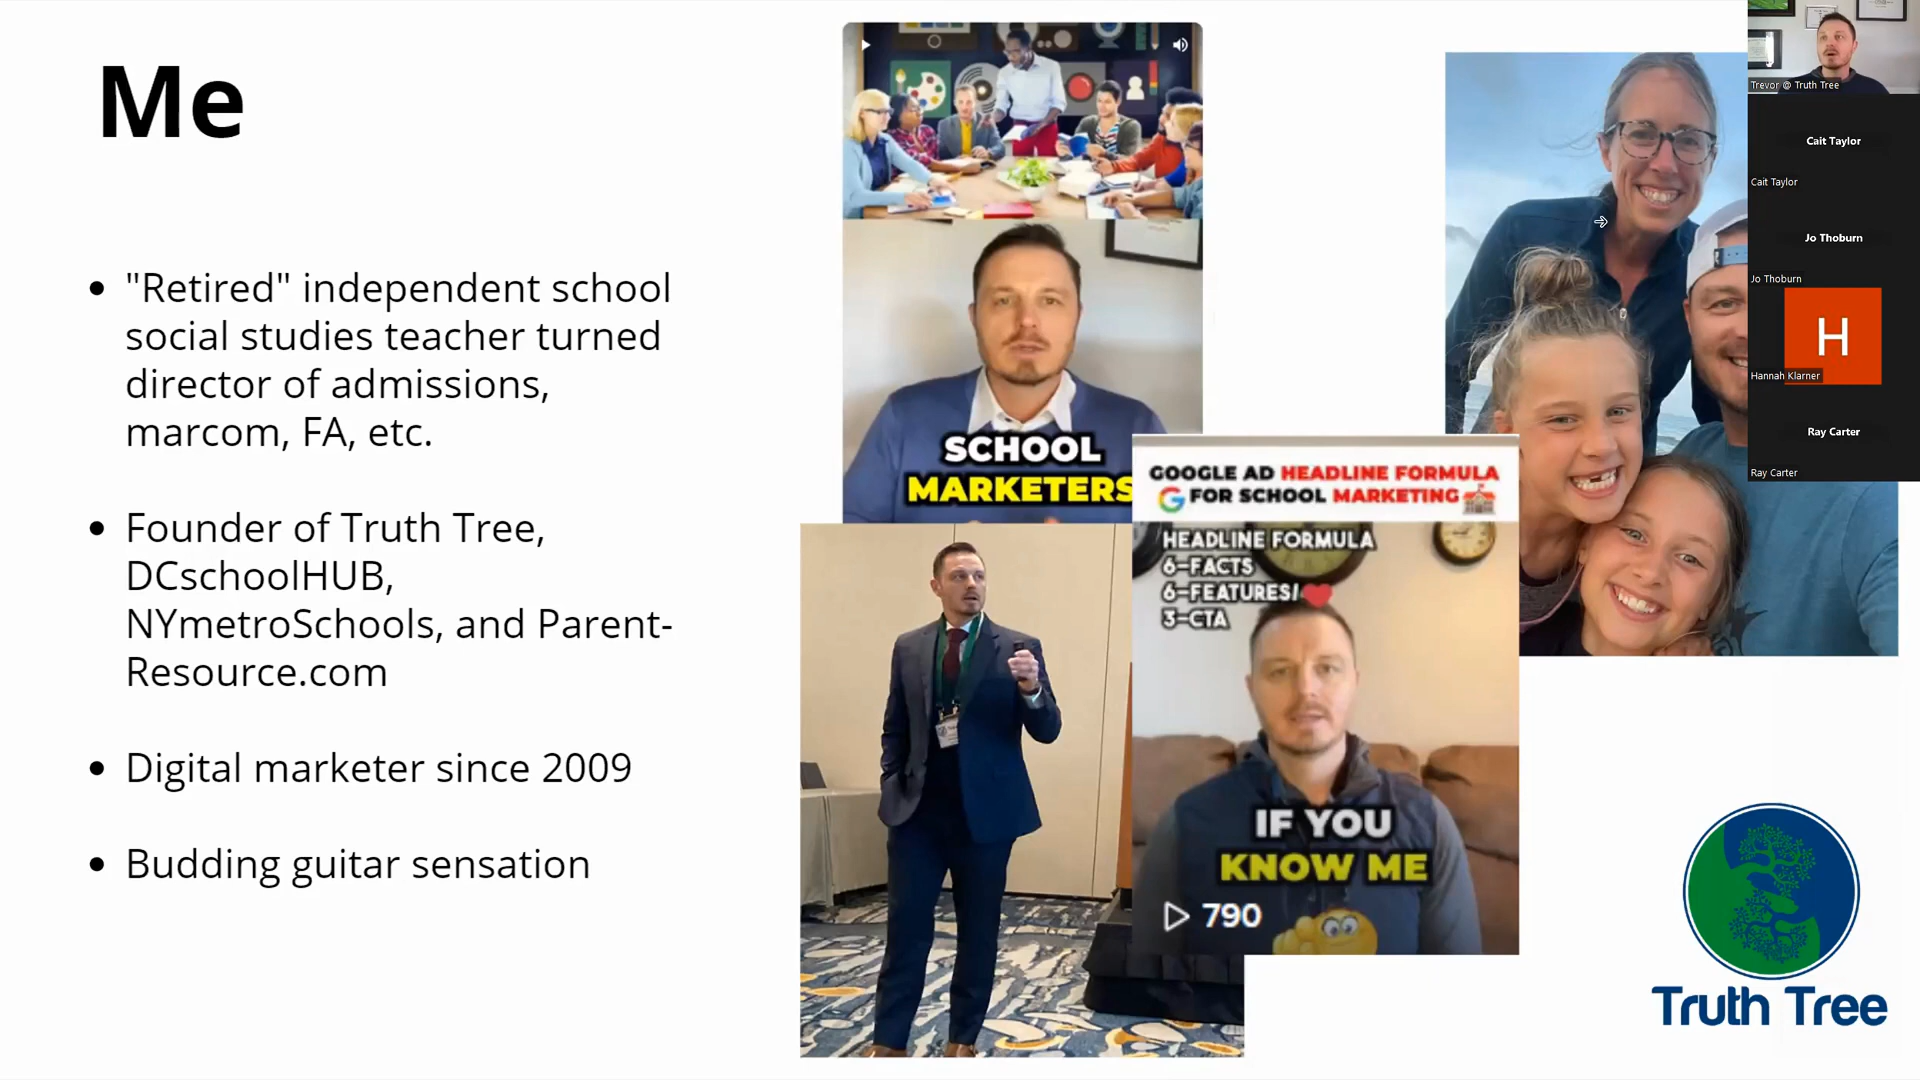 Me
• "Retired" independent school
social studies teacher turned
director of admissions,
marcom, FA, etc.
• Founder of Truth Tree,
DCschoolHUB,
NYmetroSchools, and Parent-
Resource.com
• Digital marketer since 2009
• Budding guitar sensation
SCHOOL
MARKETERS
GOOGLE AD HEADLINE FORMULA
G FOR SCHOOL MARKETING
HEADLINE FORMULA
6-FACTS
6-FEATURES/
3-CTA
IF YOU
KNOW ME
790
Truth Tree
Trevor @ Truth Tree
Cait Taylor
Cait Taylor
Jo Thoburn
Jo Thoburn
H
Hannah Klarner
Ray Carter
Ray Carter